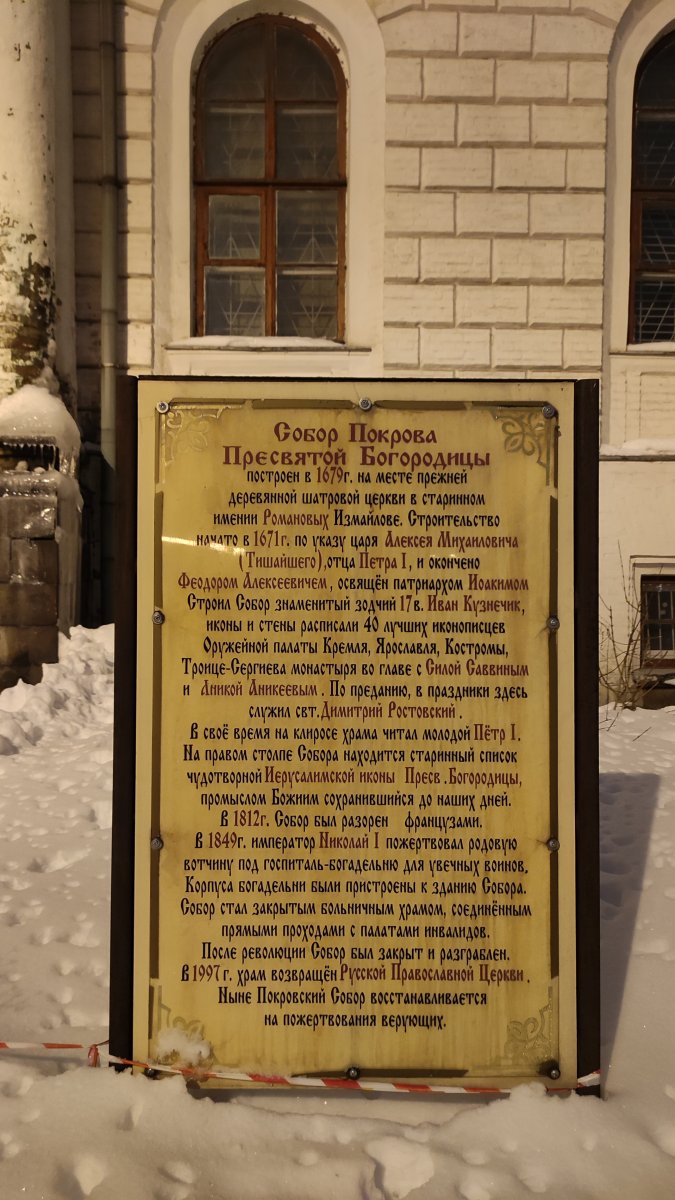 Собор Покрова
Пресвятой Богородицы
построен в 1679г. на месте прежней
деревянной шатровой церкви в старинном
имении Романовых Измайлове. Строительство
начато в 1671г. по указу царя Алексея Михайловича
(Тишайшего),отца Петра I, и окончено
Феодором Алексеевичем, освящён патриархом Иоакимом
Строил Собор знаменитый зодчий 17в. Иван Кузнечик,
иконы и стены расписали 40 лучших иконописцев
Оружейной палаты Кремля, Ярославля, Костромы,
Троице-Сергиева монастыря во главе с Силой Саввиным
и Аникой Аникеевым. По преданию, в праздники здесь
служил свт.Димитрий Ростовский.
В своё время на клиросе храма читал молодой Пётр I.
На правом столпе Собора находится старинный список
чудотворной Иерусалимской иконы Пресв.Богородицы,
промыслом Божиим сохранившийся до наших дней.
В 1812г. Собор был разорен французами.
В 1849г. император Николай I пожертвовал родовую
вотчину под госпиталь-богадельню для увечных воинов.
Корпуса богадельни были пристроены к зданию Собора.
Собор стал закрытым больничным храмом, соединённым
прямыми проходами с палатами инвалидов.
После революции Собор был закрыт и разграблен.
В 1997г. храм возвращён Русской Православной Церкви.
Ныне Покровский Собор восстанавливается
на пожертвования верующих.